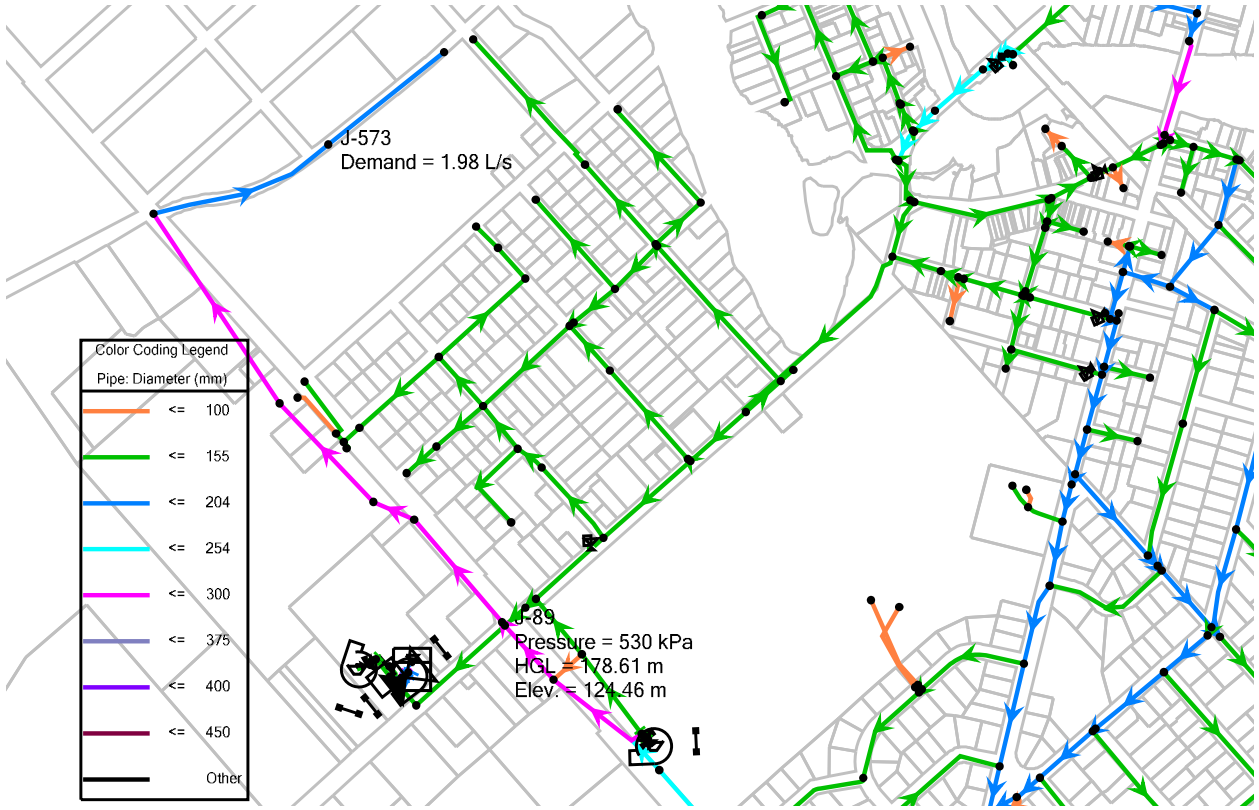 J-573
Demand = 1.98 L/s
Color Coding Legend
Pipe: Diameter (mm)
<= 100
<= 155
<= 204
<= 254
<= 300
<= 375
<= 400
<= 450
Other
J-89
Pressure = 530 kPa
HGL = 178.61 m
Elev. = 124.46 m